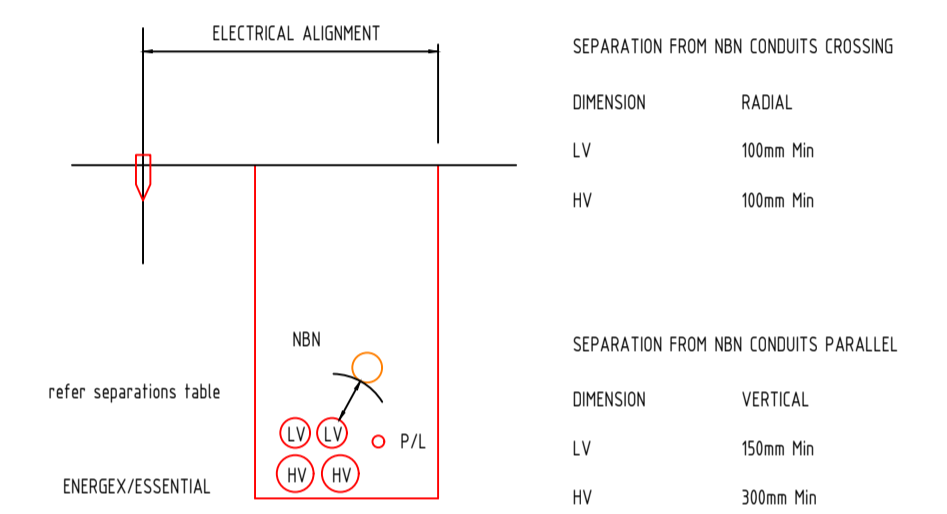 ELECTRICAL ALIGNMENT
NBN
refer separations table
LV LV
P/L
HV HV
ENERGEX/ESSENTIAL
SEPARATION FROM NBN CONDUITS CROSSING
DIMENSION RADIAL
LV 100mm Min
HV 100mm Min
SEPARATION FROM NBN CONDUITS PARALLEL
DIMENSION VERTICAL
LV 150mm Min
HV 300mm Min